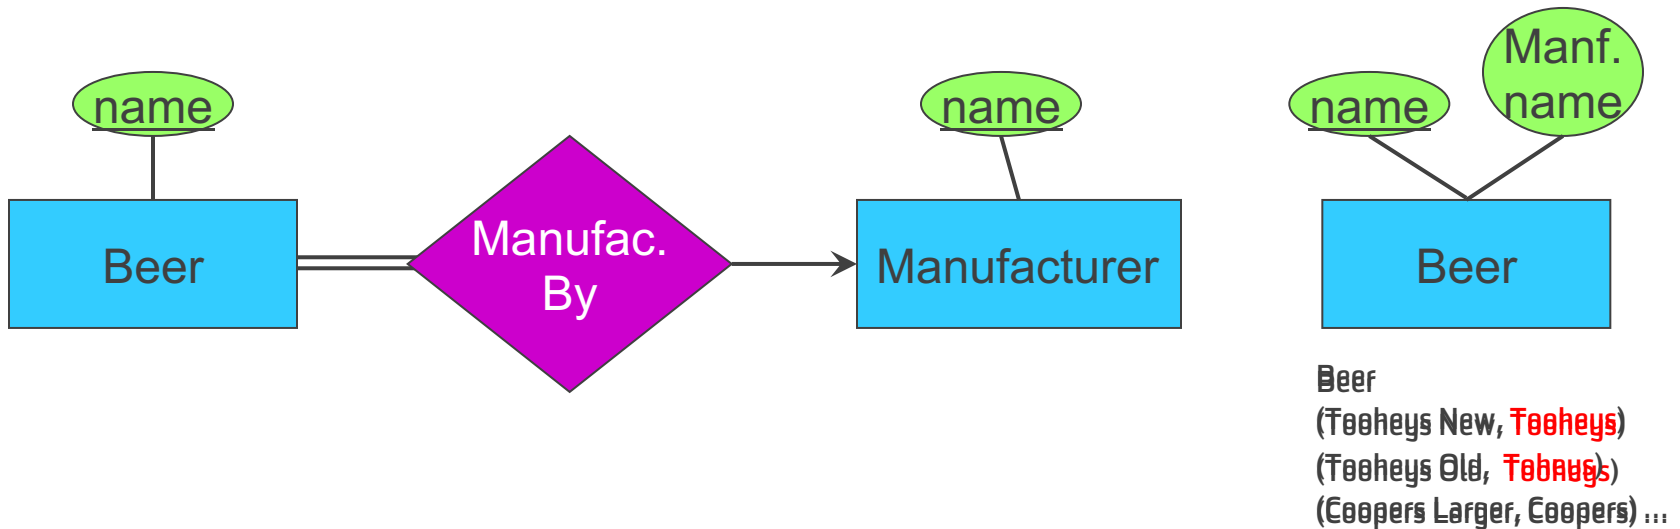 name
Beer
Manufac.
By
name
Manufacturer
name
Manf.
name
Beer
Beer
(Tooheys New, Tooheys)
(Tooheys Old,
(Coopers Larger, Coopers) ...